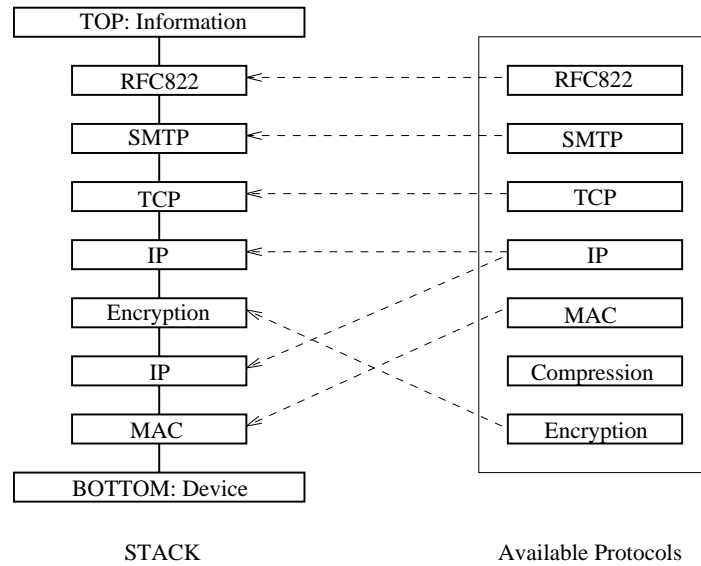 TOP: Information
RFC822
SMTP
TCP
IP
Encryption
IP
MAC
BOTTOM: Device
STACK
RFC822
SMTP
TCP
IP
MAC
Compression
Encryption
Available Protocols